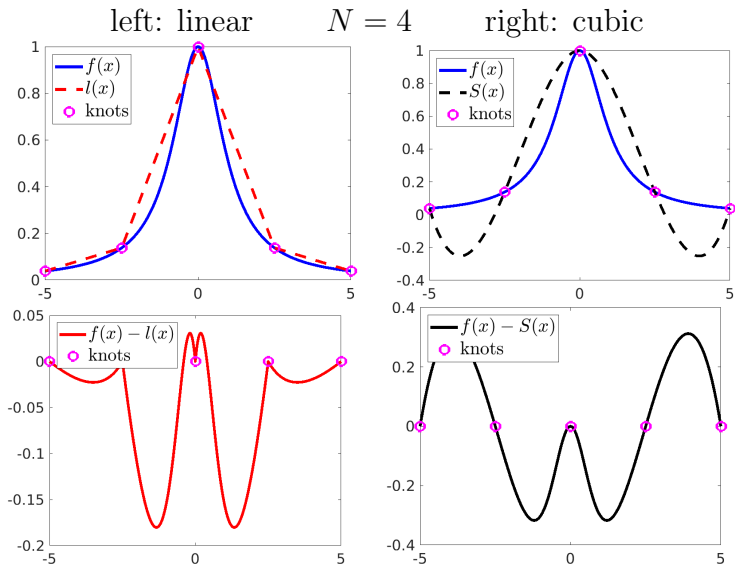 left: linear N = 4 right: cubic
f(x)
l(x)
knots
1
0.8
0.6
0.4
0.2
0
-5 0 5
f(x)
S(x)
knots
1
0.8
0.6
0.4
0.2
0
-0.2
-0.4
-5 0 5
f(x) − l(x)
knots
0.05
0
-0.05
-0.1
-0.15
-0.2
-5 0 5
f(x) − S(x)
knots
0.4
0.2
0
-0.2
-0.4
-5 0 5